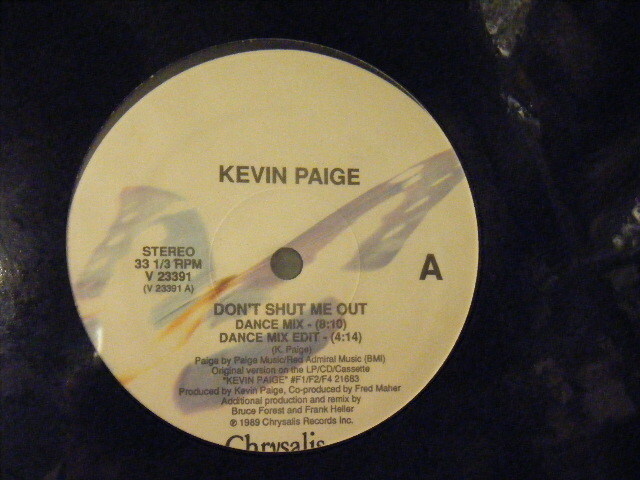 KEVIN PAIGE
STEREO
33 1/3 RPM
V 23391
(V 23391 A)
A
DON'T SHUT ME OUT
DANCE MIX - (8:10)
DANCE MIX EDIT - (4:14)
(K. Paige)
Paige by Paige Music/Red Admiral Music (BMI)
Original version on the LP/CD/Cassette
"KEVIN PAIGE" #F1/F2/F4 21683
Produced by Kevin Paige, Co-produced by Fred Maher
Additional production and remix by
Bruce Forest and Frank Heller
℗ 1989 Chrysalis Records Inc.
Chrysalis